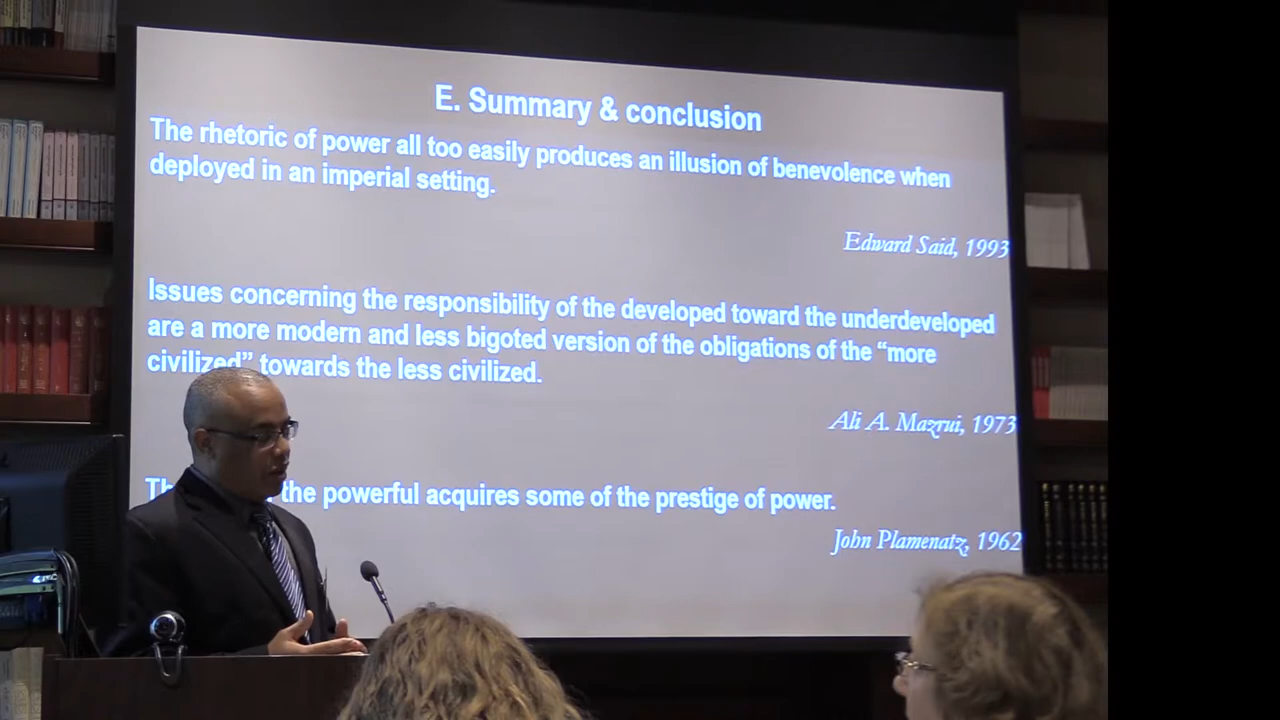 E. Summary & conclusion
The rhetoric of power all too easily produces an illusion of benevolence when
deployed in an imperial setting.
Edward Said, 1993
Issues concerning the responsibility of the developed toward the underdeveloped
are a more modern and less bigoted version of the obligations of the “more
civilized” towards the less civilized.
Ali A. Mazrui, 1973
the powerful acquires some of the prestige of power.
John Plamenatz, 1962